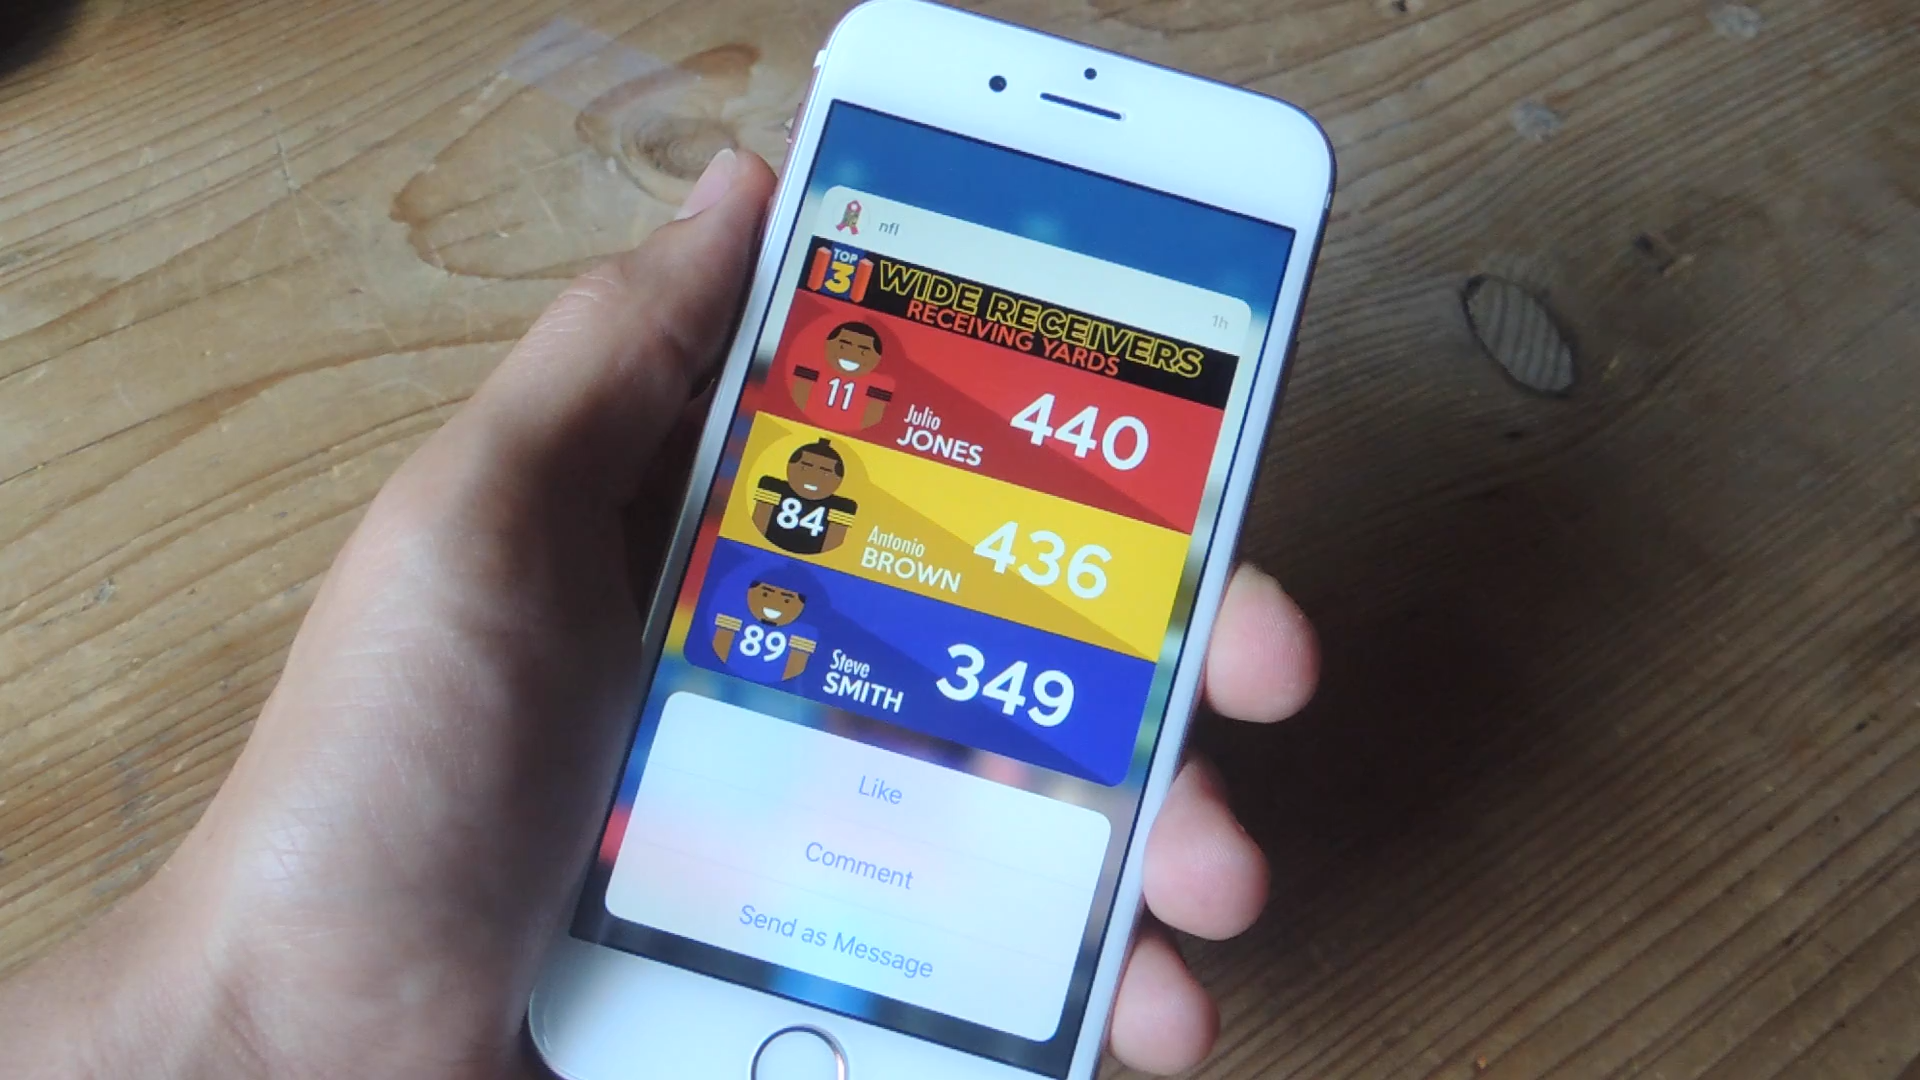 nfl
1h
TOP
3
WIDE RECEIVERS
RECEIVING YARDS
11
Julio
JONES
440
84
Antonio
BROWN
436
89
Steve
SMITH
349
Like
Comment
Send as Message